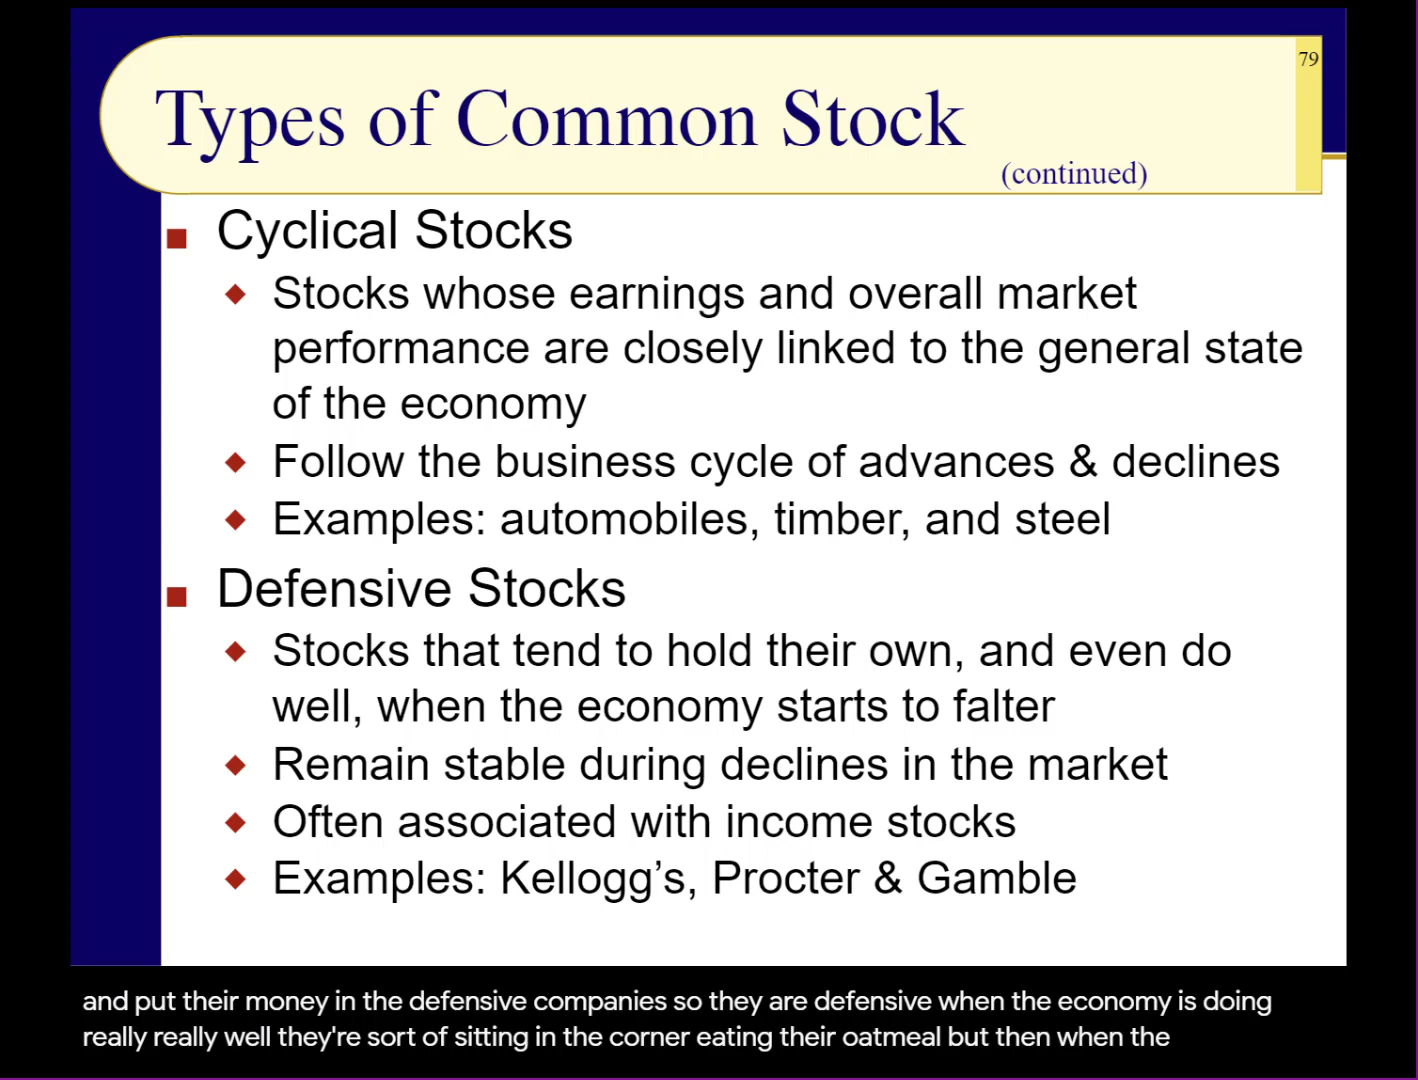 79
Types of Common Stock
(continued)
Cyclical Stocks
Stocks whose earnings and overall market
performance are closely linked to the general state
of the economy
Follow the business cycle of advances & declines
Examples: automobiles, timber, and steel
Defensive Stocks
Stocks that tend to hold their own, and even do
well, when the economy starts to falter
Remain stable during declines in the market
Often associated with income stocks
Examples: Kellogg’s, Procter & Gamble
and put their money in the defensive companies so they are defensive when the economy is doing
really really well they're sort of sitting in the corner eating their oatmeal but then when the